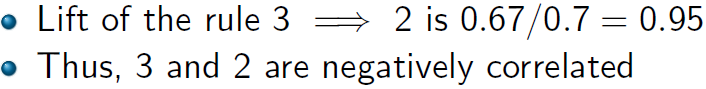 • Lift of the rule 3 ⟹ 2 is 0.67/0.7 = 0.95
• Thus, 3 and 2 are negatively correlated